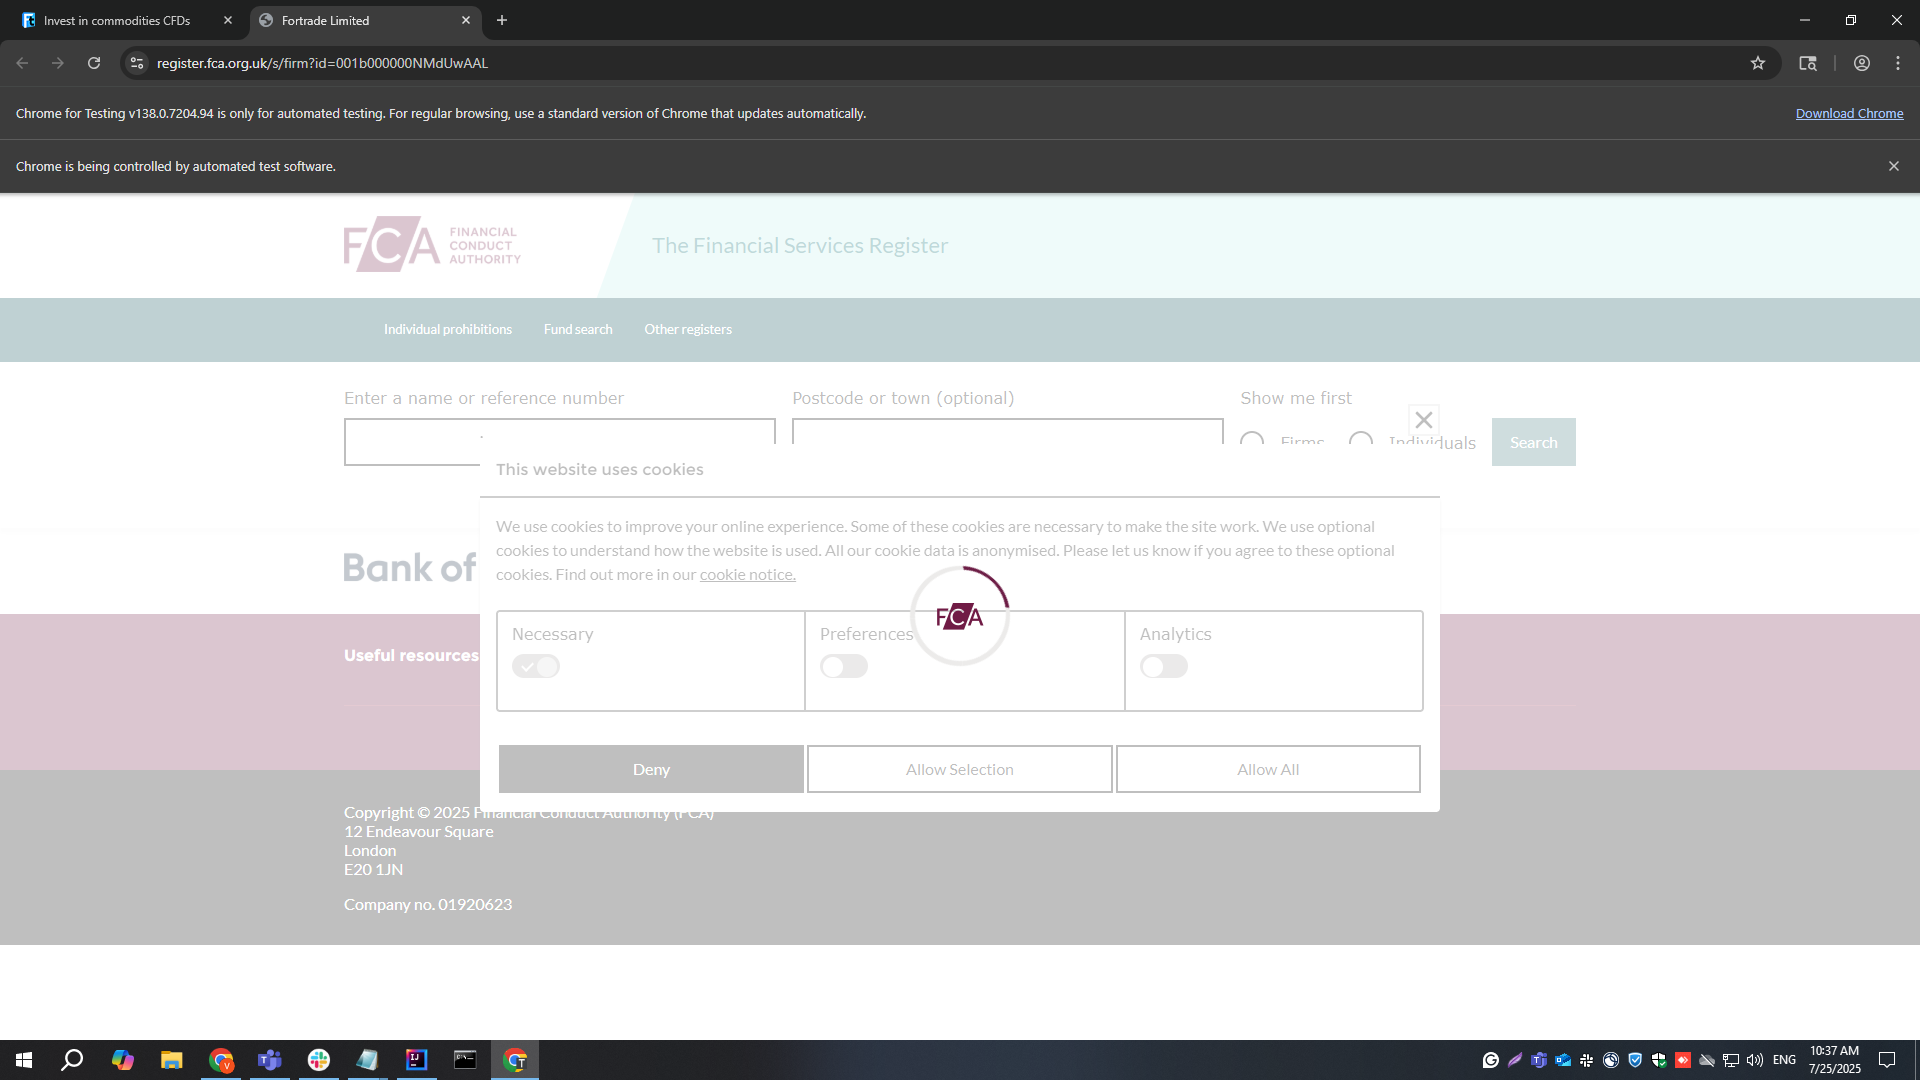 Invest in commodities CFDs
Fortrade Limited
register.fca.org.uk/s/firm?id=001b000000NMdUwAAL
Chrome for Testing v138.0.7204.94 is only for automated testing. For regular browsing, use a standard version of Chrome that updates automatically.
Download Chrome
Chrome is being controlled by automated test software.
FCA FINANCIAL
CONDUCT
AUTHORITY
The Financial Services Register
Individual prohibitions
Fund search
Other registers
Enter a name or reference number
Postcode or town (optional)
Show me first
Firms
Individuals
Search
This website uses cookies
We use cookies to improve your online experience. Some of these cookies are necessary to make the site work. We use optional
cookies to understand how the website is used. All our cookie data is anonymised. Please let us know if you agree to these optional
cookies. Find out more in our cookie notice.
Bank of
FCA
Necessary
Preferences
Analytics
Useful resources
Deny
Allow Selection
Allow All
Copyright © 2025 Financial Conduct Authority (FCA)
12 Endeavour Square
London
E20 1JN
Company no. 01920623
ENG
10:37 AM
7/25/2025